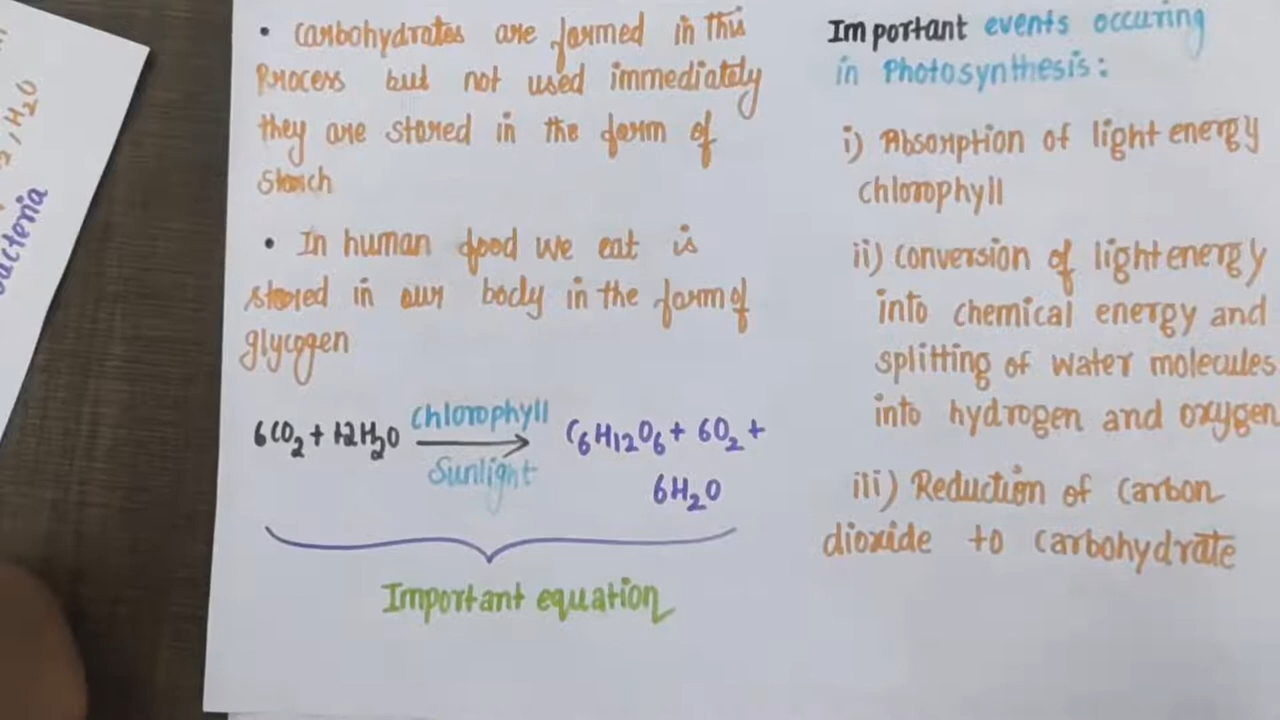 2, H2O
bacteria
• Carbohydrates are formed in this
Process but not used immediately
they are stored in the form of
starch
• In human food we eat is
stored in our body in the form of
glycogen
6CO2 + 12H2O Chlorophyll C6H12O6 + 6O2 +
Sunlight
6H2O
Important equation
Important events occuring
in Photosynthesis:
i) Absorption of light energy
chlorophyll
ii) Conversion of light energy
into chemical energy and
splitting of water molecules
into hydrogen and oxygen
iii) Reduction of Carbon
dioxide to carbohydrate